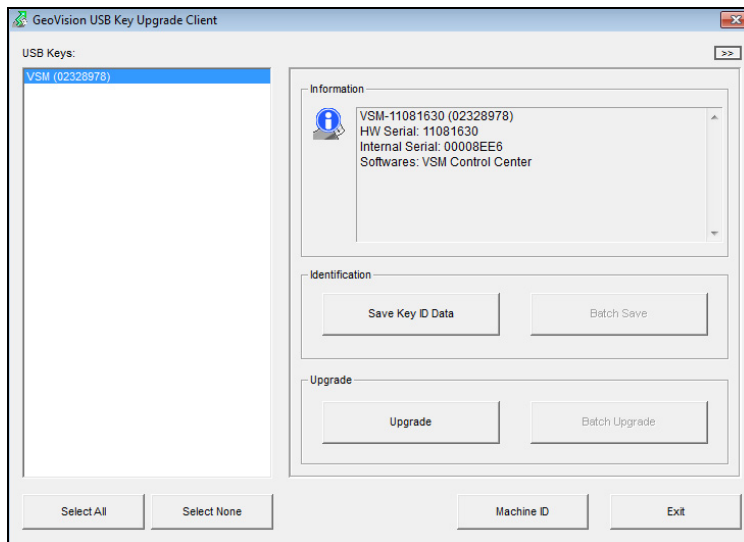 GeoVision USB Key Upgrade Client
USB Keys:
>>
VSM (02328978)
Information
VSM-11081630 (02328978)
HW Serial: 11081630
Internal Serial: 00008EE6
Softwares: VSM Control Center
Identification
Save Key ID Data
Batch Save
Upgrade
Upgrade
Batch Upgrade
Select All
Select None
Machine ID
Exit